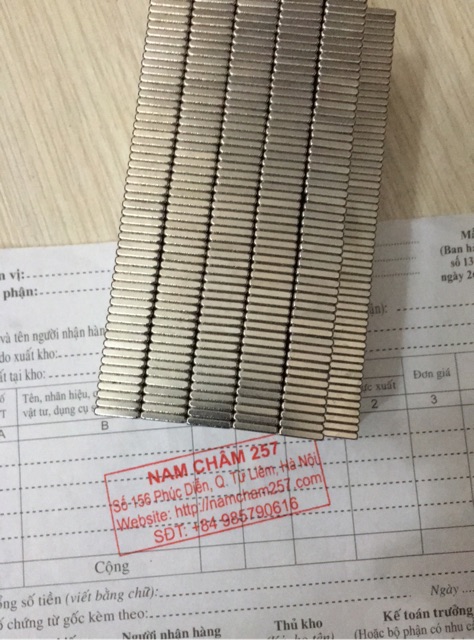 n vị:
phận:
Mẫ
(Ban hà
số 13
ngày 26
và tên người nhận hàn
do xuất kho:
ất tại kho:
Tên, nhãn hiệu,
vật tư, dụng cụ
xuất
Đơn giá
B
2
3
NAM CHÂM 257
Số-156 Phúc Diễn, Q. Từ Liêm, Hà Nội
Website: http://namcham257.com
SĐT: +84-985790616
Cộng
ổng số tiền (viết bằng chữ):
ố chứng từ gốc kèm theo:
Ngày
Người nhận hàng
Thủ kho
Kế toán trưởng
(Hoặc bộ phận có nhu c